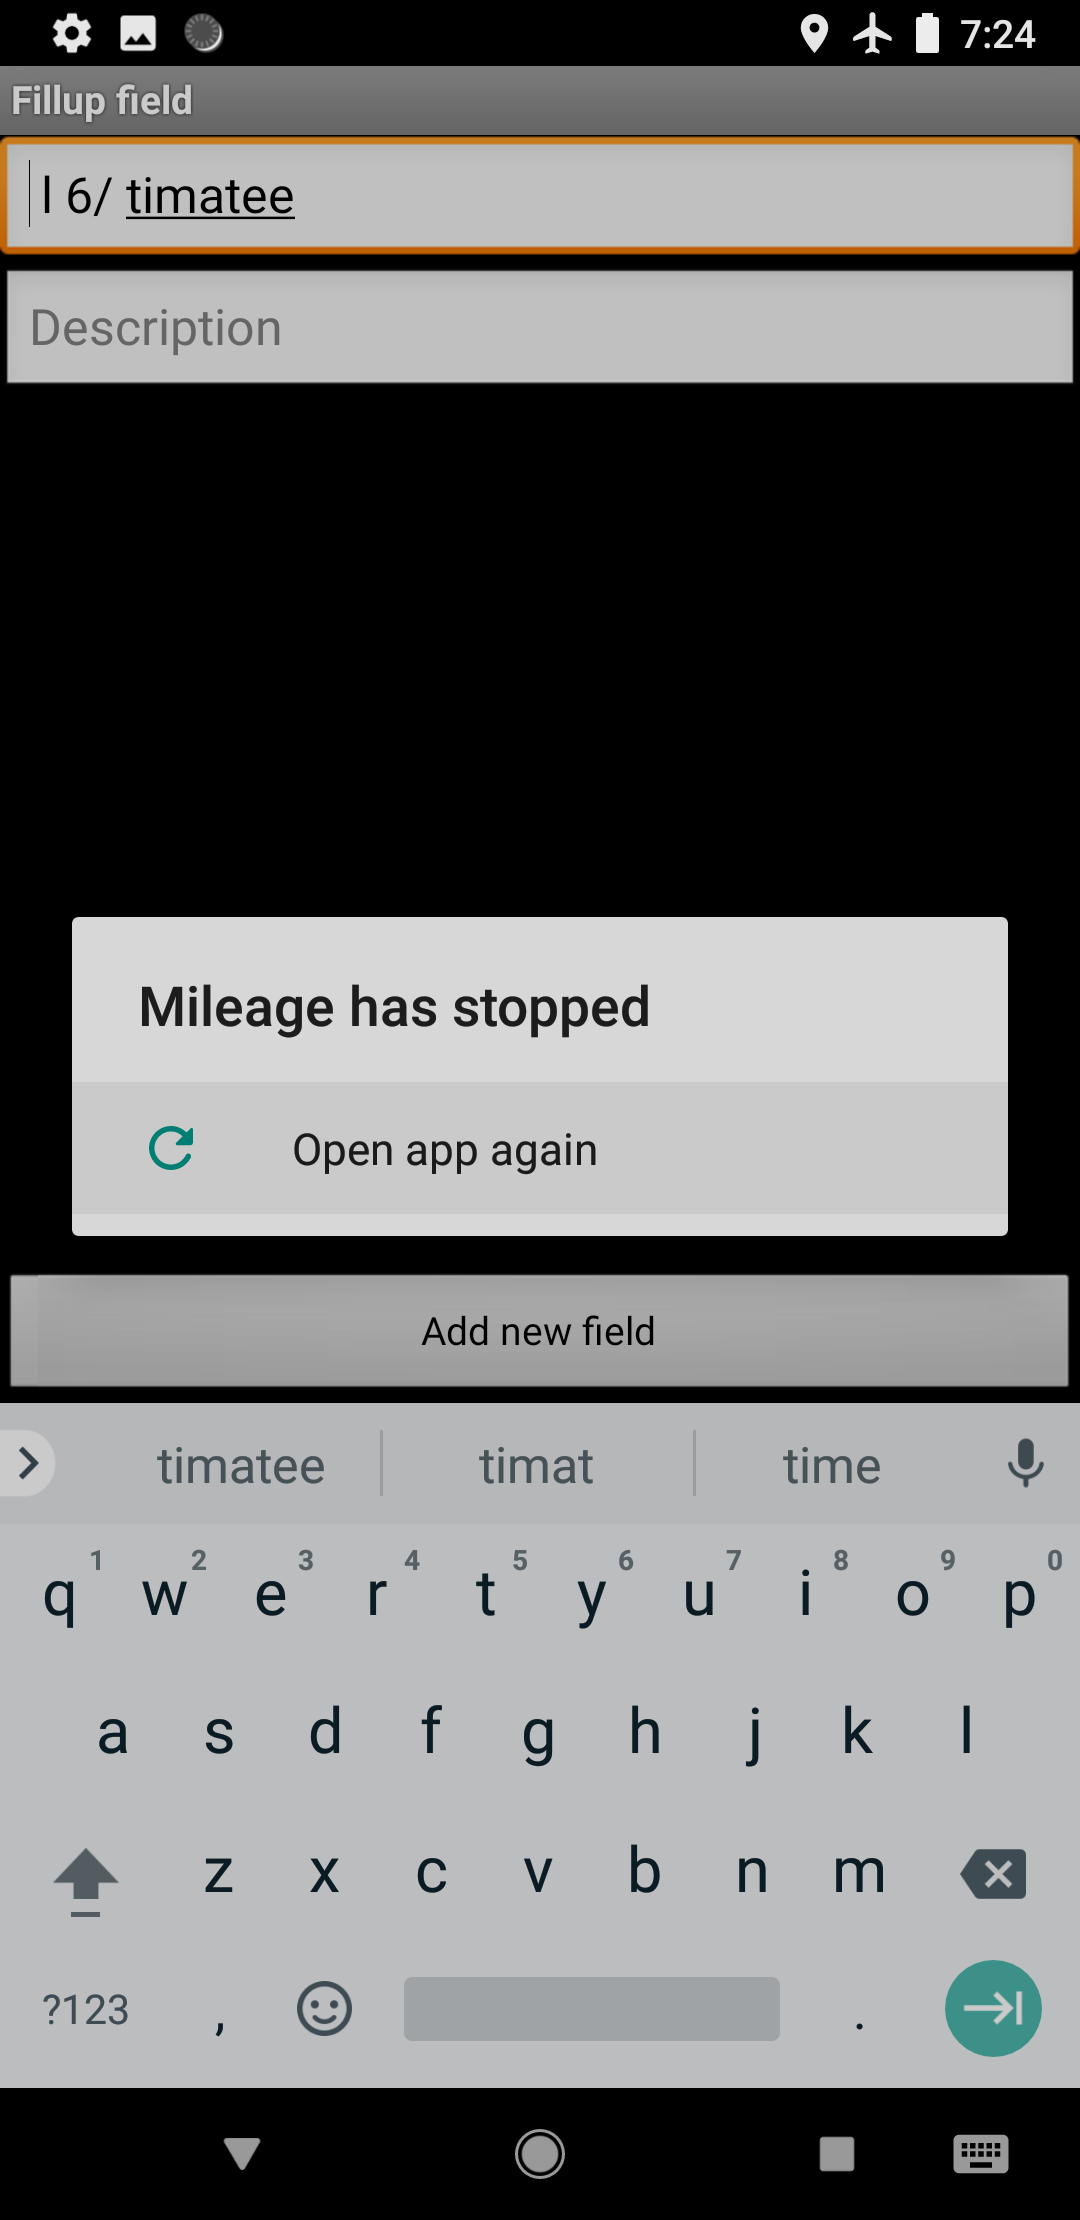 7:24
Fillup field
l 6/ timatee
Description
Mileage has stopped
Open app again
Add new field
timatee timat time
1 2 3 4 5 6 7 8 9 0
q w e r t y u i o p
a s d f g h j k l
z x c v b n m
?123 , .